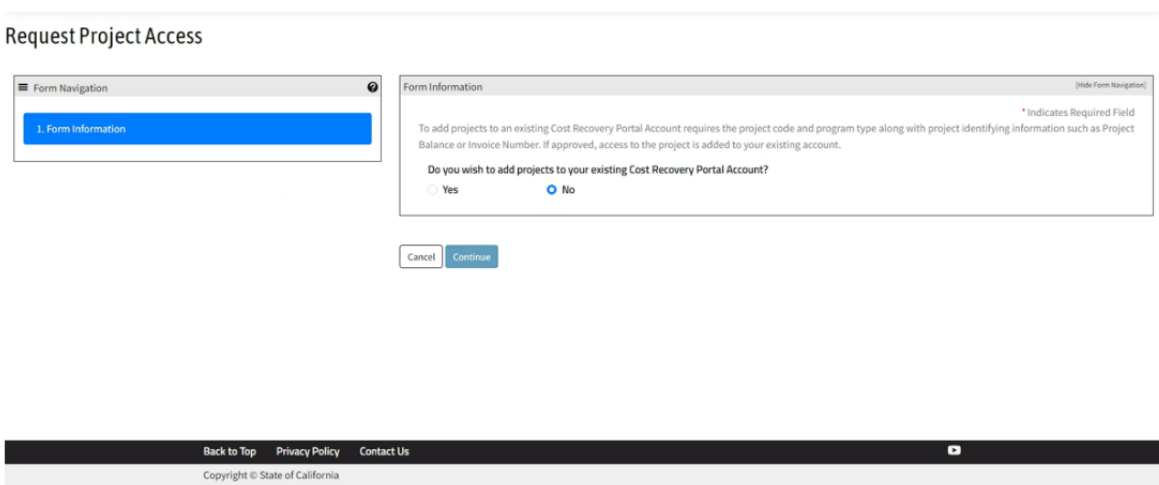 Request Project Access
Form Navigation
1. Form Information
Form Information
[Hide Form Navigation]
* Indicates Required Field
To add projects to an existing Cost Recovery Portal Account requires the project code and program type along with project identifying information such as Project
Balance or Invoice Number. If approved, access to the project is added to your existing account.
Do you wish to add projects to your existing Cost Recovery Portal Account?
Yes No
Cancel Continue
Back to Top Privacy Policy Contact Us
Copyright © State of California